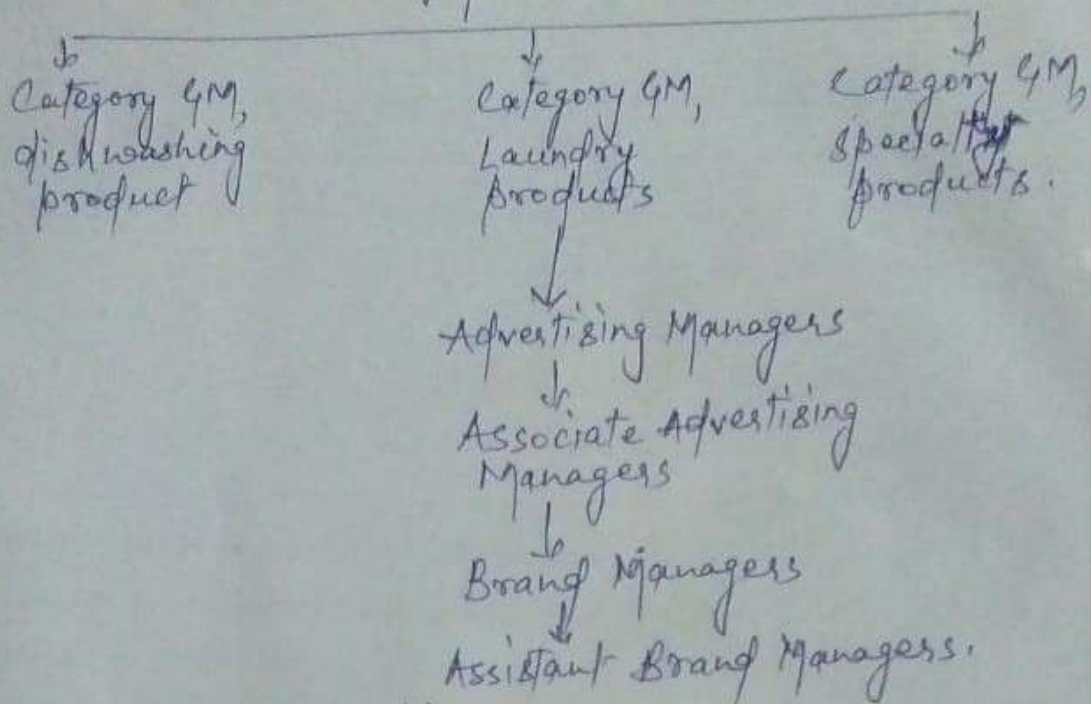 Category GM,
dishwashing
product
Category GM,
Laundry
products
Category GM,
specialty
products.
Advertising Managers
Associate Advertising
Managers
Brand Managers
Assistant Brand Managers.